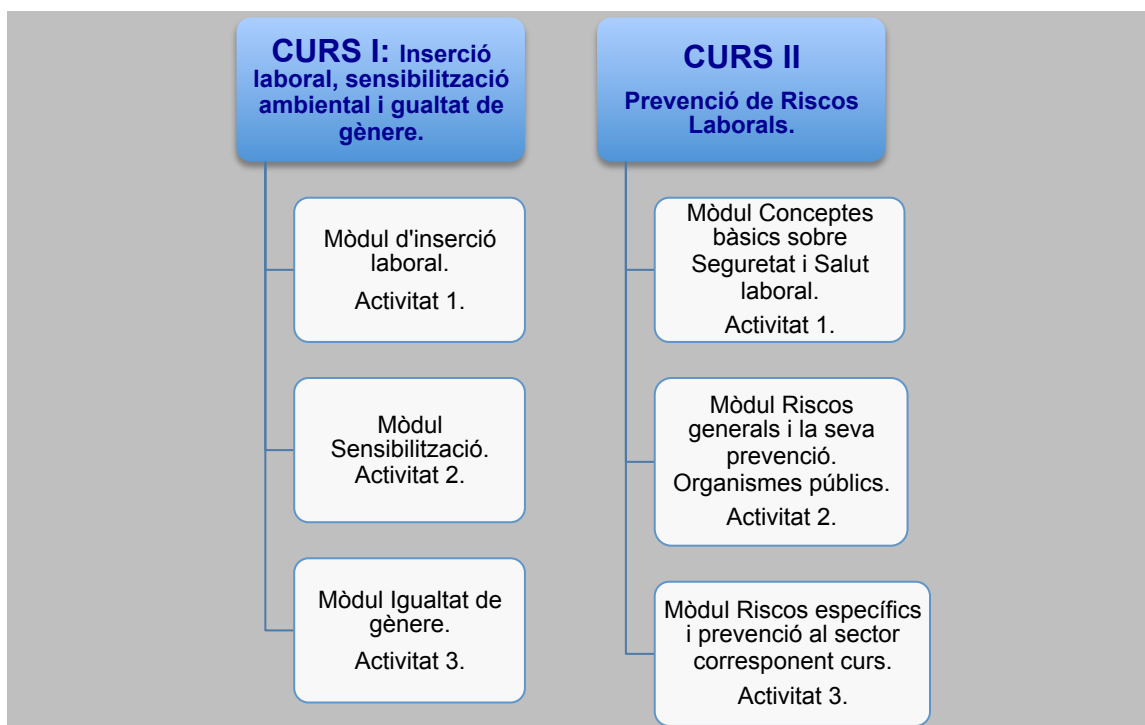 CURS I: Inserció
laboral, sensibilització
ambiental i gualtat de
gènere.
Mòdul d'inserció
laboral.
Activitat 1.
Mòdul
Sensibilització.
Activitat 2.
Mòdul Igualtat de
gènere.
Activitat 3.
CURS II
Prevenció de Riscos
Laborals.
Mòdul Conceptes
bàsics sobre
Seguretat i Salut
laboral.
Activitat 1.
Mòdul Riscos
generals i la seva
prevenció.
Organismes públics.
Activitat 2.
Mòdul Riscos específics
i prevenció al sector
corresponent curs.
Activitat 3.